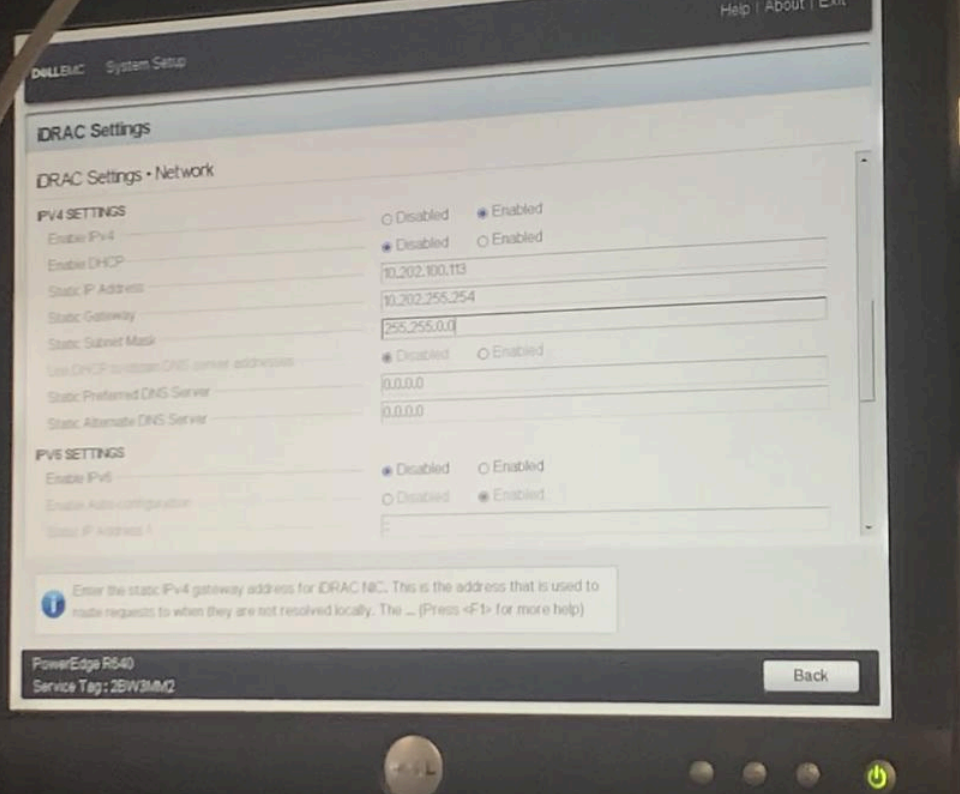 Help | About | Exit
DELLEMC System Setup
iDRAC Settings
iDRAC Settings • Network
IPV4 SETTINGS
Enable IPv4 Disabled Enabled
Enable DHCP Disabled Enabled
Static IP Address 10.202.100.113
Static Gateway 10.202.255.254
Static Subnet Mask 255.255.0.0
Use DHCP to obtain DNS server addresses Disabled Enabled
Static Preferred DNS Server 0.0.0.0
Static Alternate DNS Server 0.0.0.0
IPV6 SETTINGS
Enable IPv6 Disabled Enabled
Enable Auto-configuration Disabled Enabled
Static IP Address 1 ::
Enter the static IPv4 gateway address for iDRAC NIC. This is the address that is used to
route requests to when they are not resolved locally. The ... (Press <F1> for more help)
PowerEdge R640
Service Tag : 2BW3MM2
Back
DELL